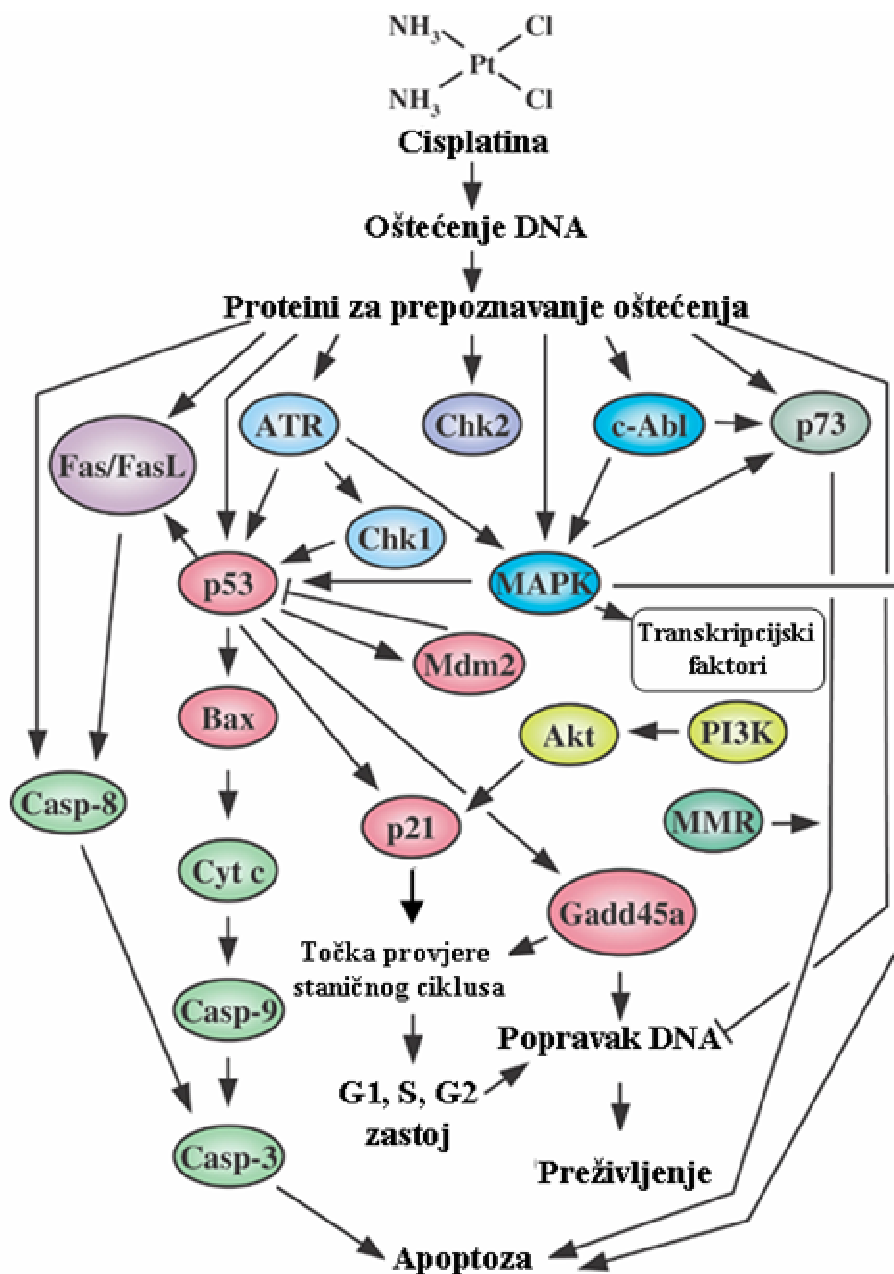 NH3 Cl
Pt
NH3 Cl
Cisplatina
Oštećenje DNA
Proteini za prepoznavanje oštećenja
ATR Chk2 c-Abl p73
Fas/FasL
Chk1
p53 MAPK
Transkripcijski
faktori
Mdm2
Bax Akt PI3K
Casp-8 p21 MMR
Cyt c
Gadd45a
Točka provjere
staničnog ciklusa
Casp-9
Popravak DNA
G1, S, G2
zastoj
Casp-3
Preživljenje
Apoptoza